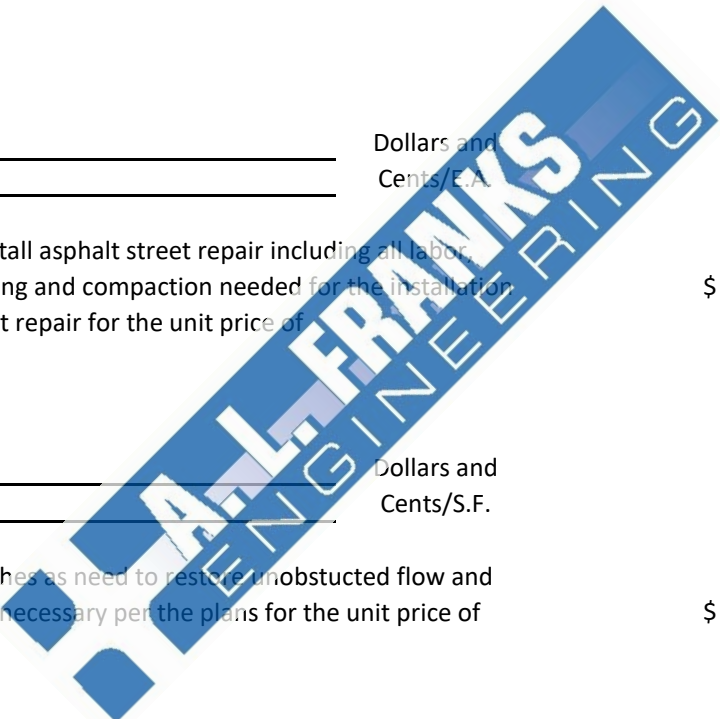 Dollars and
Cents/E.A.
tall asphalt street repair including all labor,
ng and compaction needed for the installation
$
t repair for the unit price of
Dollars and
Cents/S.F.
hes as need to restore unobstucted flow and
necessary per the plans for the unit price of
$
A. L. FRANKS
ENGINEERING